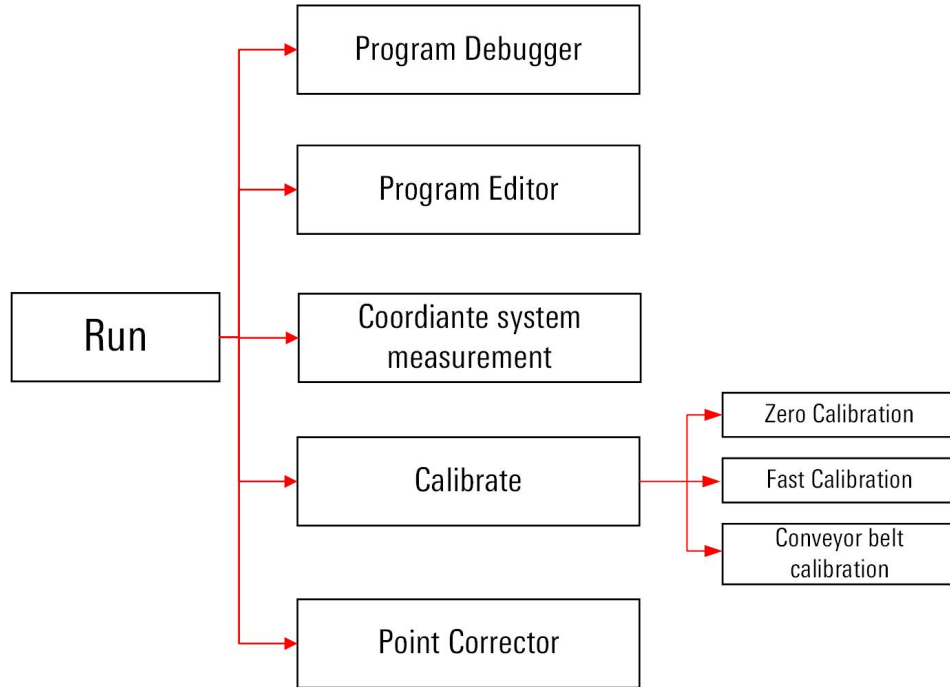 Program Debugger
Program Editor
Run
Coordiante system
measurement
Calibrate
Zero Calibration
Fast Calibration
Conveyor belt
calibration
Point Corrector